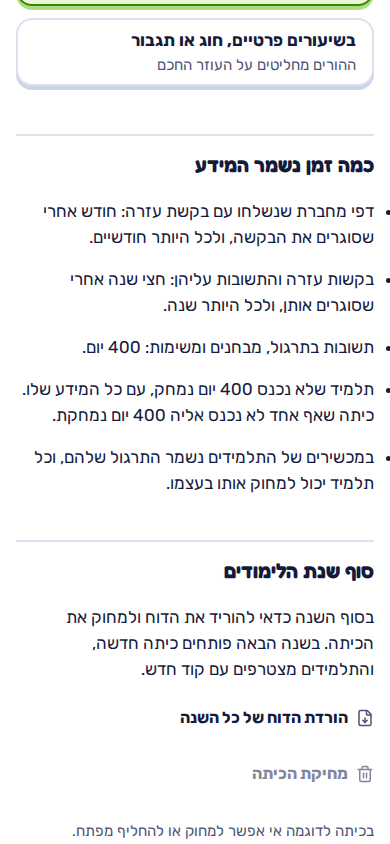 בשיעורים פרטיים, חוג או תגבור
ההורים מחליטים על העוזר החכם
כמה זמן נשמר המידע
• דפי מחברת שנשלחו עם בקשת עזרה: חודש אחרי
שסוגרים את הבקשה, ולכל היותר חודשיים.
• בקשות עזרה והתשובות עליהן: חצי שנה אחרי
שסוגרים אותן, ולכל היותר שנה.
• תשובות בתרגול, מבחנים ומשימות: 400 יום.
• תלמיד שלא נכנס 400 יום נמחק, עם כל המידע שלו.
כיתה שאף אחד לא נכנס אליה 400 יום נמחקת.
• במכשירים של התלמידים נשמר התרגול שלהם, וכל
תלמיד יכול למחוק אותו בעצמו.
סוף שנת הלימודים
בסוף השנה כדאי להוריד את הדוח ולמחוק את
הכיתה. בשנה הבאה פותחים כיתה חדשה,
והתלמידים מצטרפים עם קוד חדש.
הורדת הדוח של כל השנה
מחיקת הכיתה
בכיתה לדוגמה אי אפשר למחוק או להחליף מפתח.